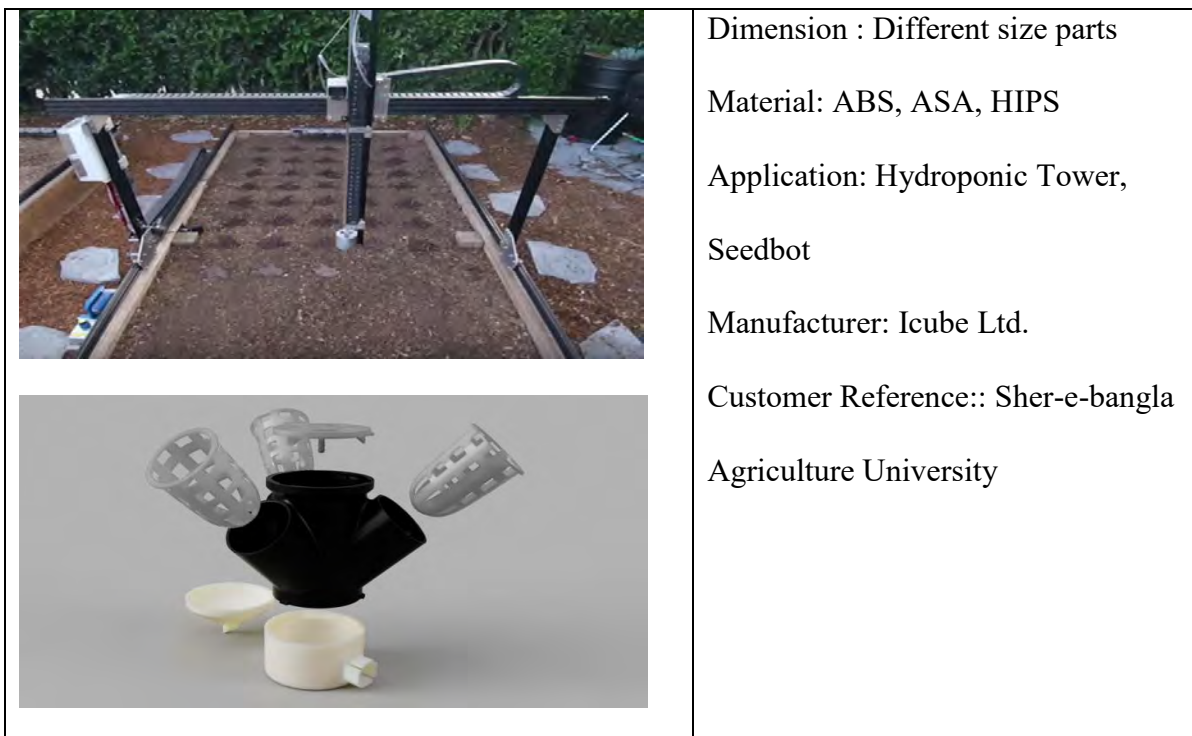 Dimension : Different size parts
Material: ABS, ASA, HIPS
Application: Hydroponic Tower,
Seedbot
Manufacturer: Icube Ltd.
Customer Reference:: Sher-e-bangla
Agriculture University